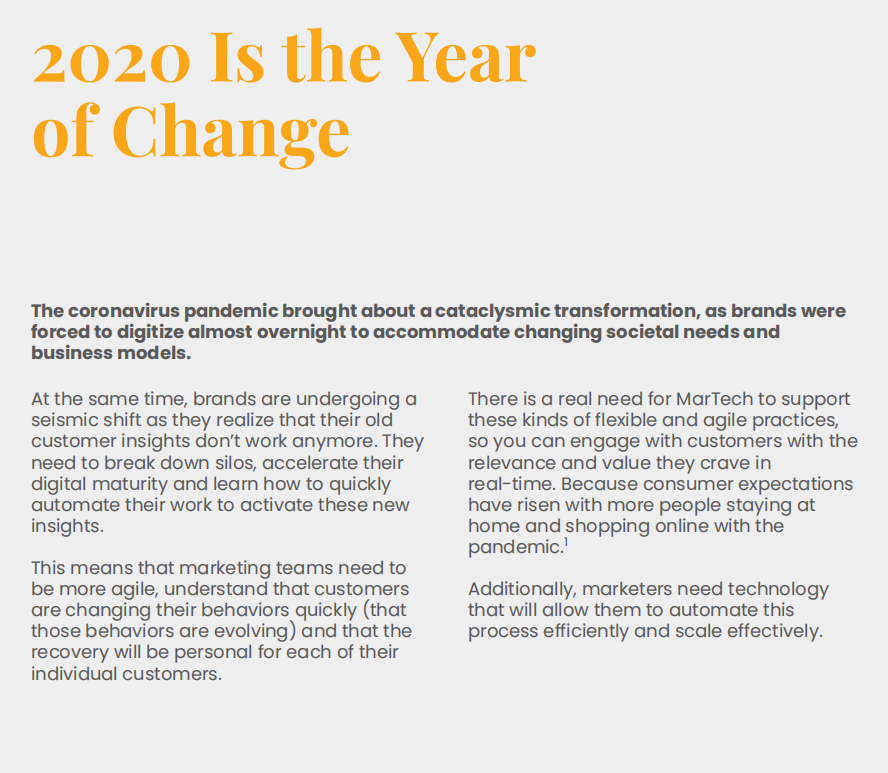 2020 Is the Year
of Change
The coronavirus pandemic brought about a cataclysmic transformation, as brands were
forced to digitize almost overnight to accommodate changing societal needs and
business models.
At the same time, brands are undergoing a
seismic shift as they realize that their old
customer insights don’t work anymore. They
need to break down silos, accelerate their
digital maturity and learn how to quickly
automate their work to activate these new
insights.
This means that marketing teams need to
be more agile, understand that customers
are changing their behaviors quickly (that
those behaviors are evolving) and that the
recovery will be personal for each of their
individual customers.
There is a real need for MarTech to support
these kinds of flexible and agile practices,
so you can engage with customers with the
relevance and value they crave in
real-time. Because consumer expectations
have risen with more people staying at
home and shopping online with the
pandemic.¹
Additionally, marketers need technology
that will allow them to automate this
process efficiently and scale effectively.